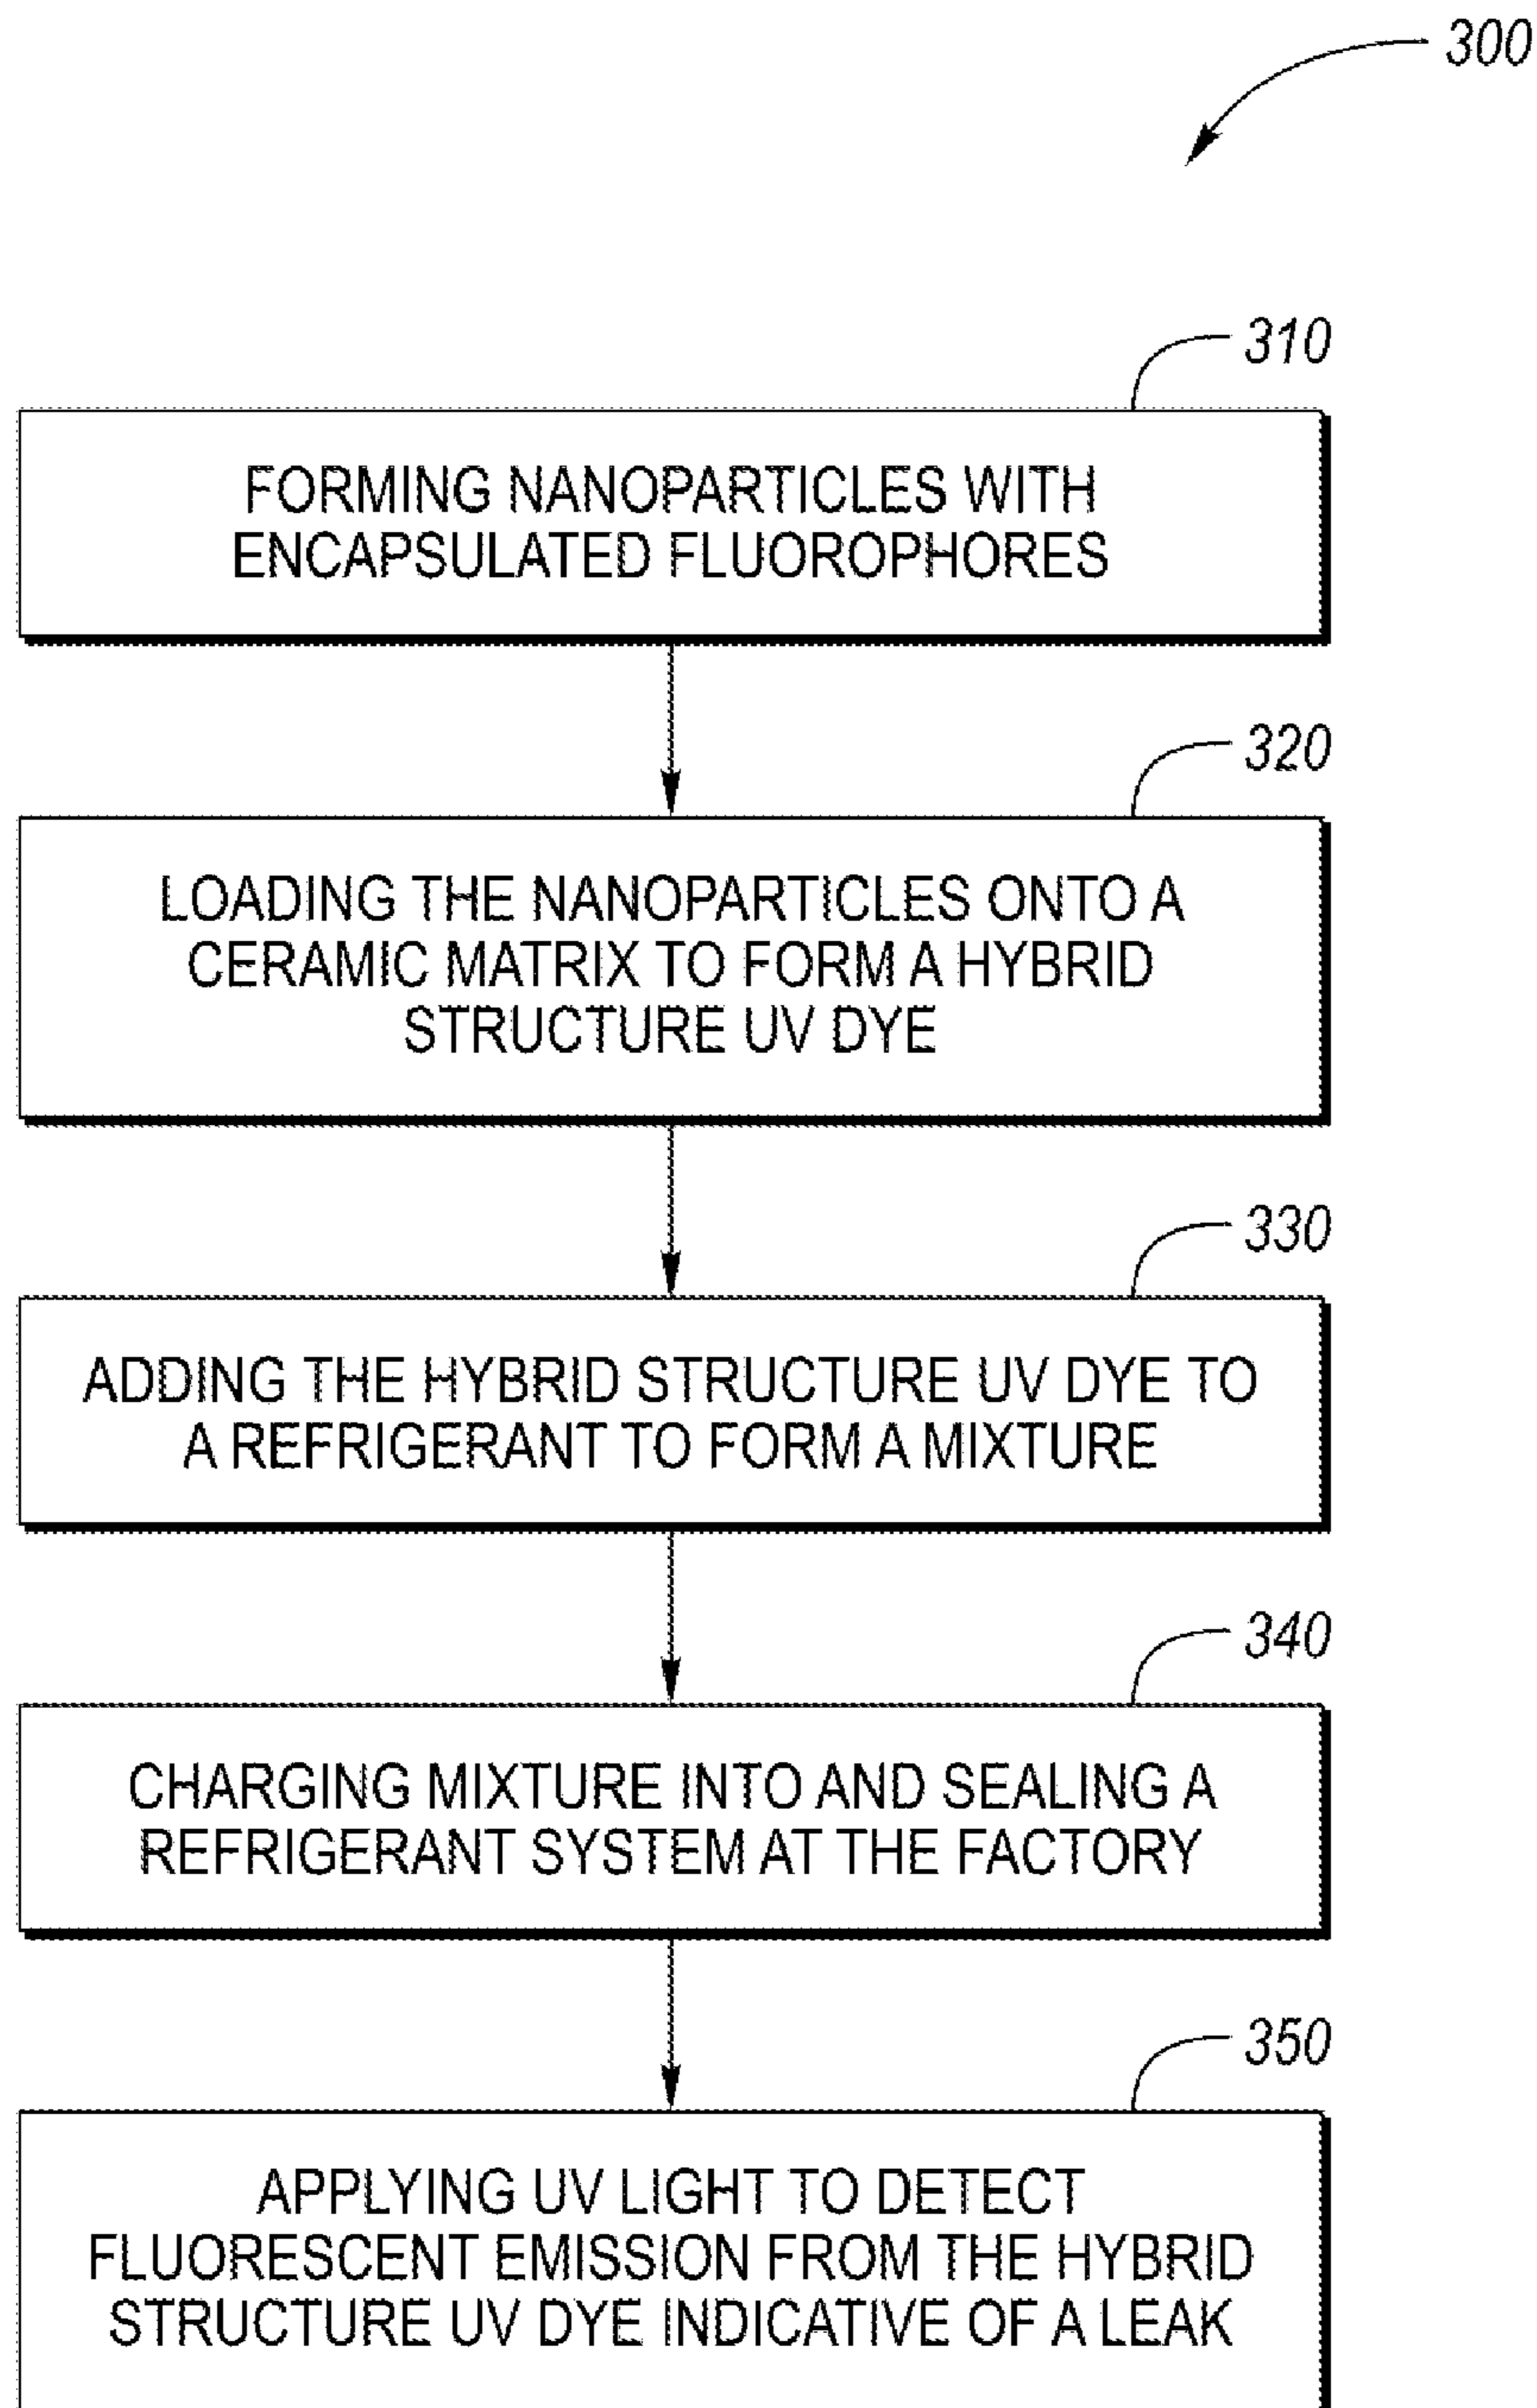 300
310
FORMING NANOPARTICLES WITH
ENCAPSULATED FLUOROPHORES
320
LOADING THE NANOPARTICLES ONTO A
CERAMIC MATRIX TO FORM A HYBRID
STRUCTURE UV DYE
330
ADDING THE HYBRID STRUCTURE UV DYE TO
A REFRIGERANT TO FORM A MIXTURE
340
CHARGING MIXTURE INTO AND SEALING A
REFRIGERANT SYSTEM AT THE FACTORY
350
APPLYING UV LIGHT TO DETECT
FLUORESCENT EMISSION FROM THE HYBRID
STRUCTURE UV DYE INDICATIVE OF A LEAK